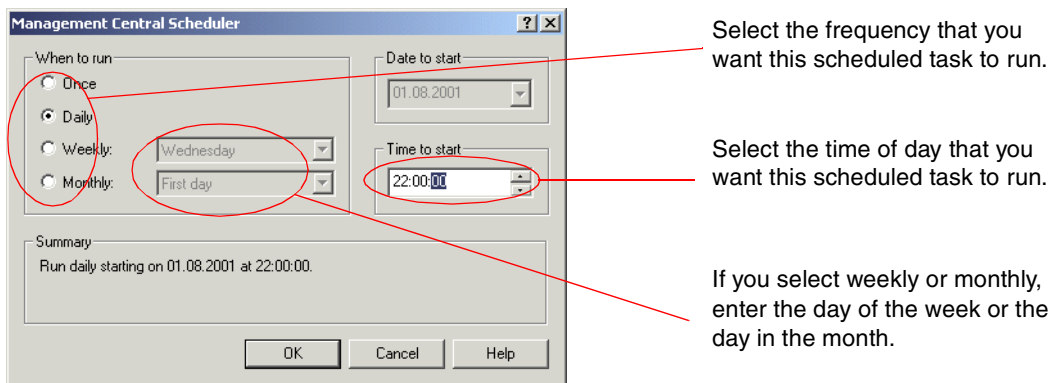 Management Central Scheduler
When to run
Once
Daily
Weekly:
Wednesday
Monthly:
First day
Date to start
01.08.2001
Time to start
22:00:00
Summary
Run daily starting on 01.08.2001 at 22:00:00.
OK
Cancel
Help
Select the frequency that you
want this scheduled task to run.
Select the time of day that you
want this scheduled task to run.
If you select weekly or monthly,
enter the day of the week or the
day in the month.